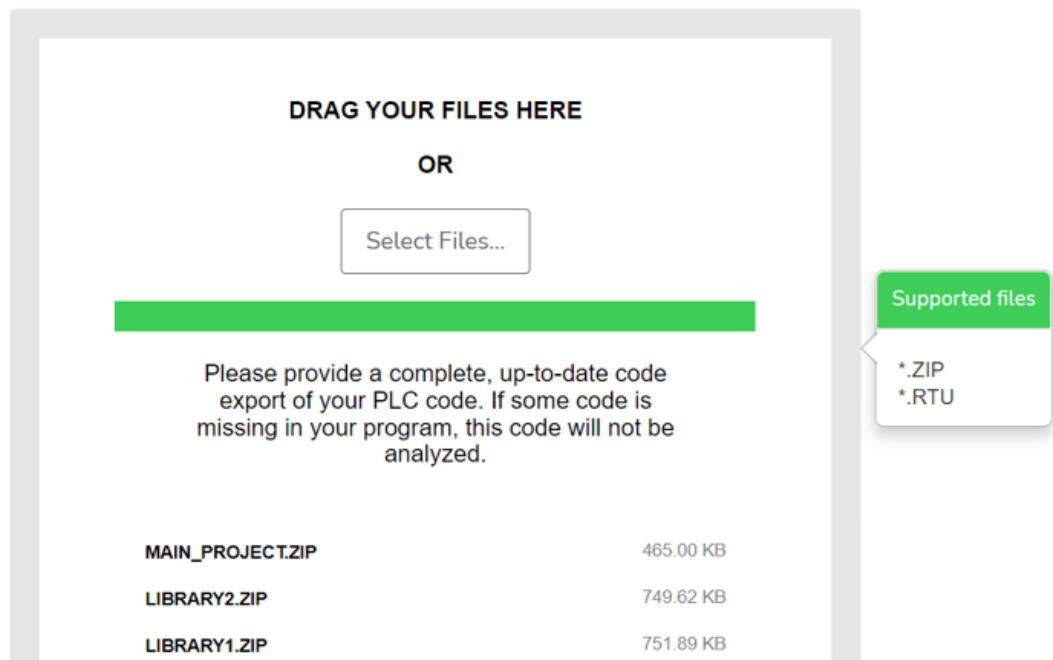 DRAG YOUR FILES HERE
OR
Select Files...
Supported files
*.ZIP
*.RTU
Please provide a complete, up-to-date code
export of your PLC code. If some code is
missing in your program, this code will not be
analyzed.
MAIN_PROJECT.ZIP 465.00 KB
LIBRARY2.ZIP 749.62 KB
LIBRARY1.ZIP 751.89 KB